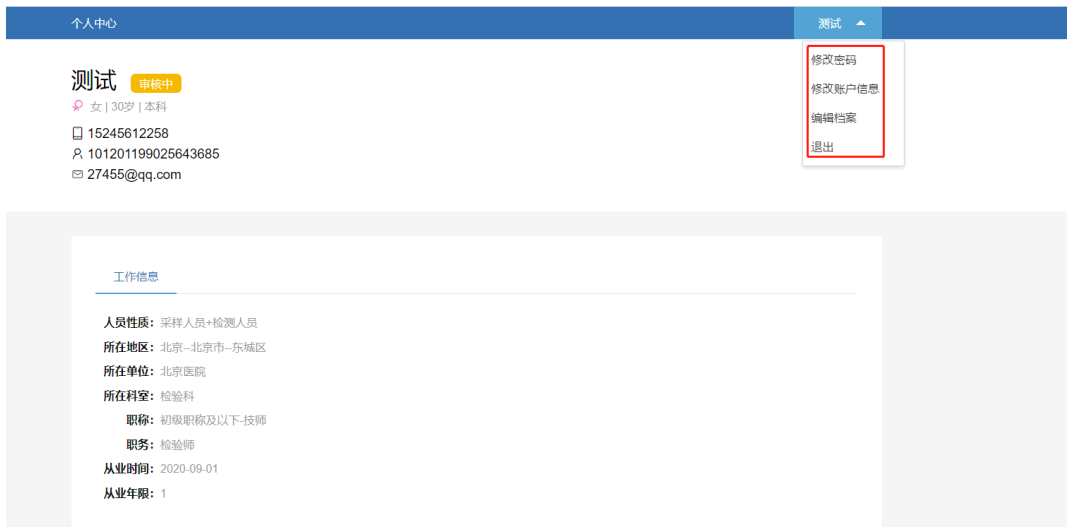 个人中心 测试
修改密码
修改账户信息
编辑档案
退出
测试 审核中
女 | 30岁 | 本科
15245612258
101201199025643685
27455@qq.com
工作信息
人员性质： 采样人员+检测人员
所在地区： 北京--北京市--东城区
所在单位： 北京医院
所在科室： 检验科
职称： 初级职称及以下-技师
职务： 检验师
从业时间： 2020-09-01
从业年限： 1